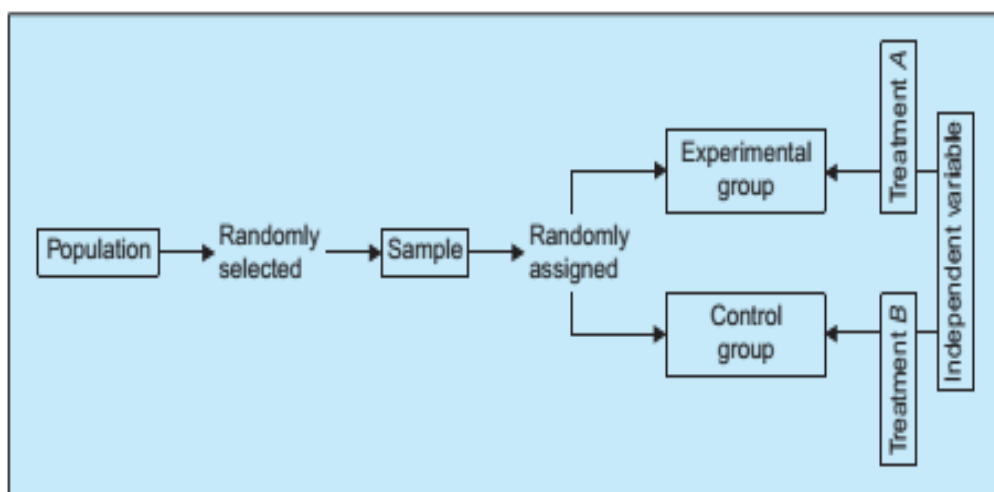 Population
Randomly
selected
Sample
Randomly
assigned
Experimental
group
Control
group
Treatment A
Treatment B
Independent variable